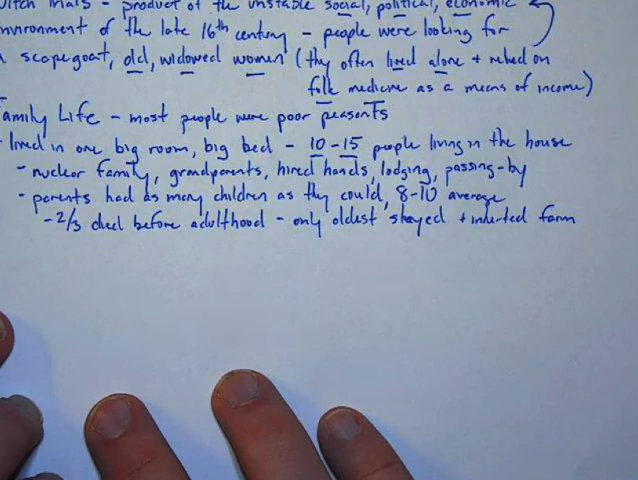 Witch Trials - product of the unstable social, political, economic
environment of the late 16th century - people were looking for
a scapegoat, old, widowed women (thy often lived alone + relied on
folk medicine as a means of income)
Family Life - most people were poor peasants
lived in one big room, big bed - 10-15 people living in the house
- nuclear family, grandparents, hired hands, lodging, passing-by
- parents had as many children as thy could, 8-10 average
- 2/3 died before adulthood - only oldest stayed + inherited farm